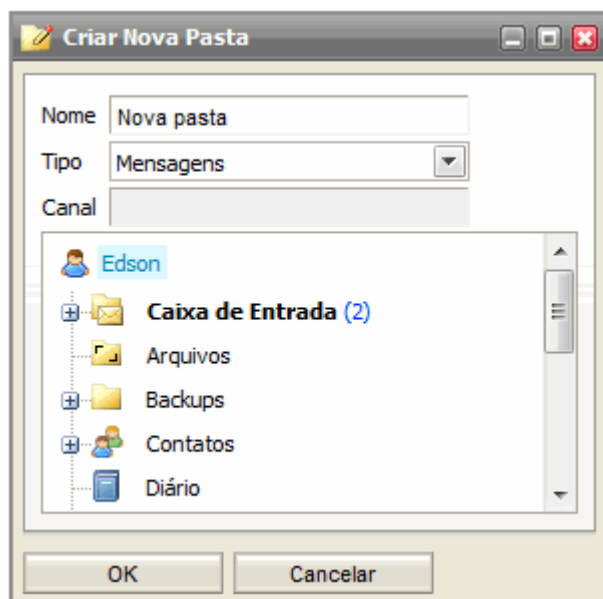 Criar Nova Pasta
Nome Nova pasta
Tipo Mensagens
Canal
Edson
Caixa de Entrada (2)
Arquivos
Backups
Contatos
Diário
OK Cancelar